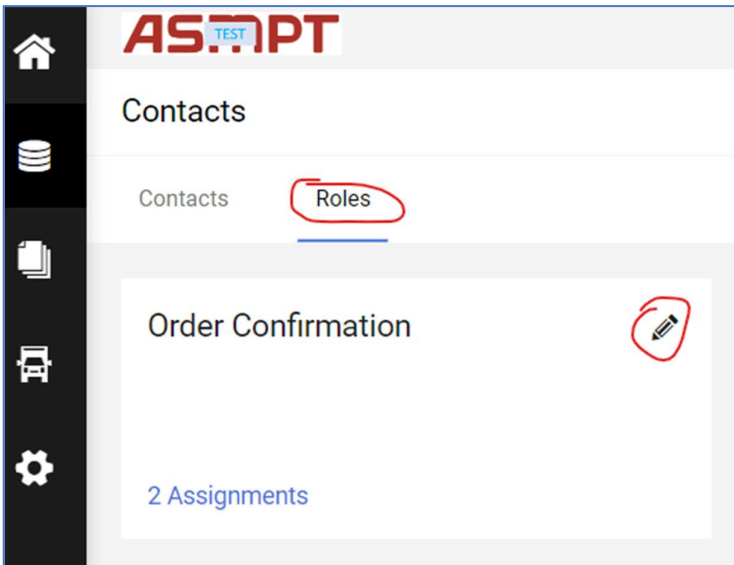 ASMPT
TEST
Contacts
Contacts Roles
Order Confirmation
2 Assignments